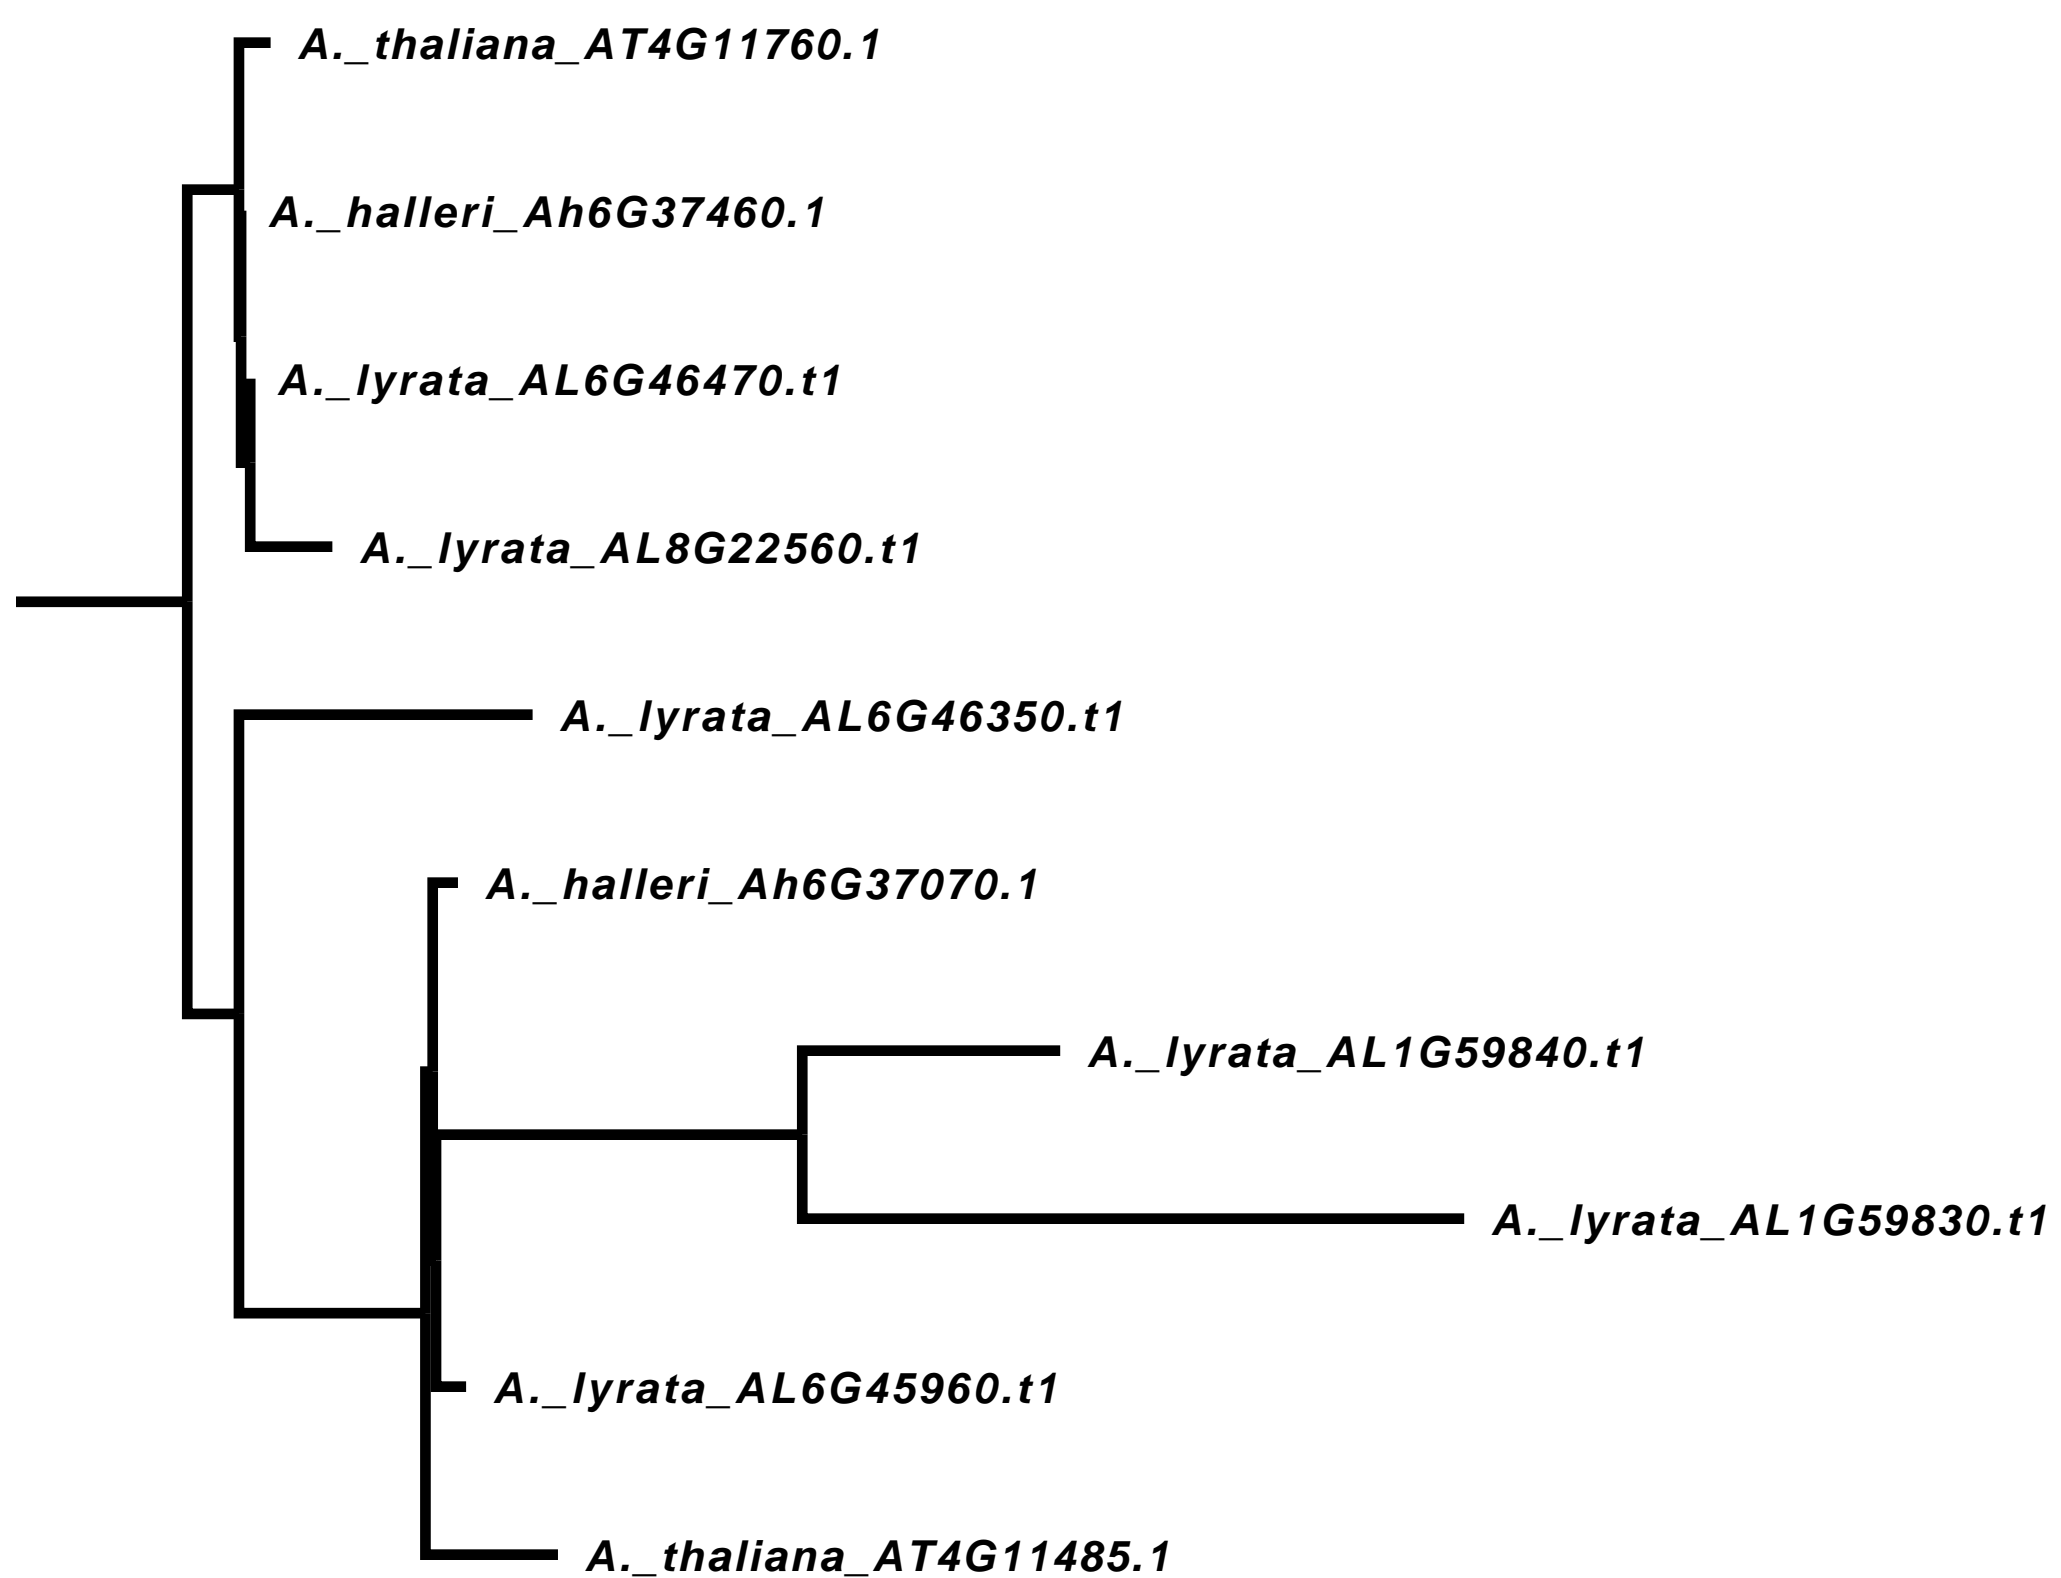 A._thaliana_AT4G11760.1
A._halleri_Ah6G37460.1
A._lyrata_AL6G46470.t1
A._lyrata_AL8G22560.t1
A._lyrata_AL6G46350.t1
A._halleri_Ah6G37070.1
A._lyrata_AL1G59840.t1
A._lyrata_AL1G59830.t1
A._lyrata_AL6G45960.t1
A._thaliana_AT4G11485.1